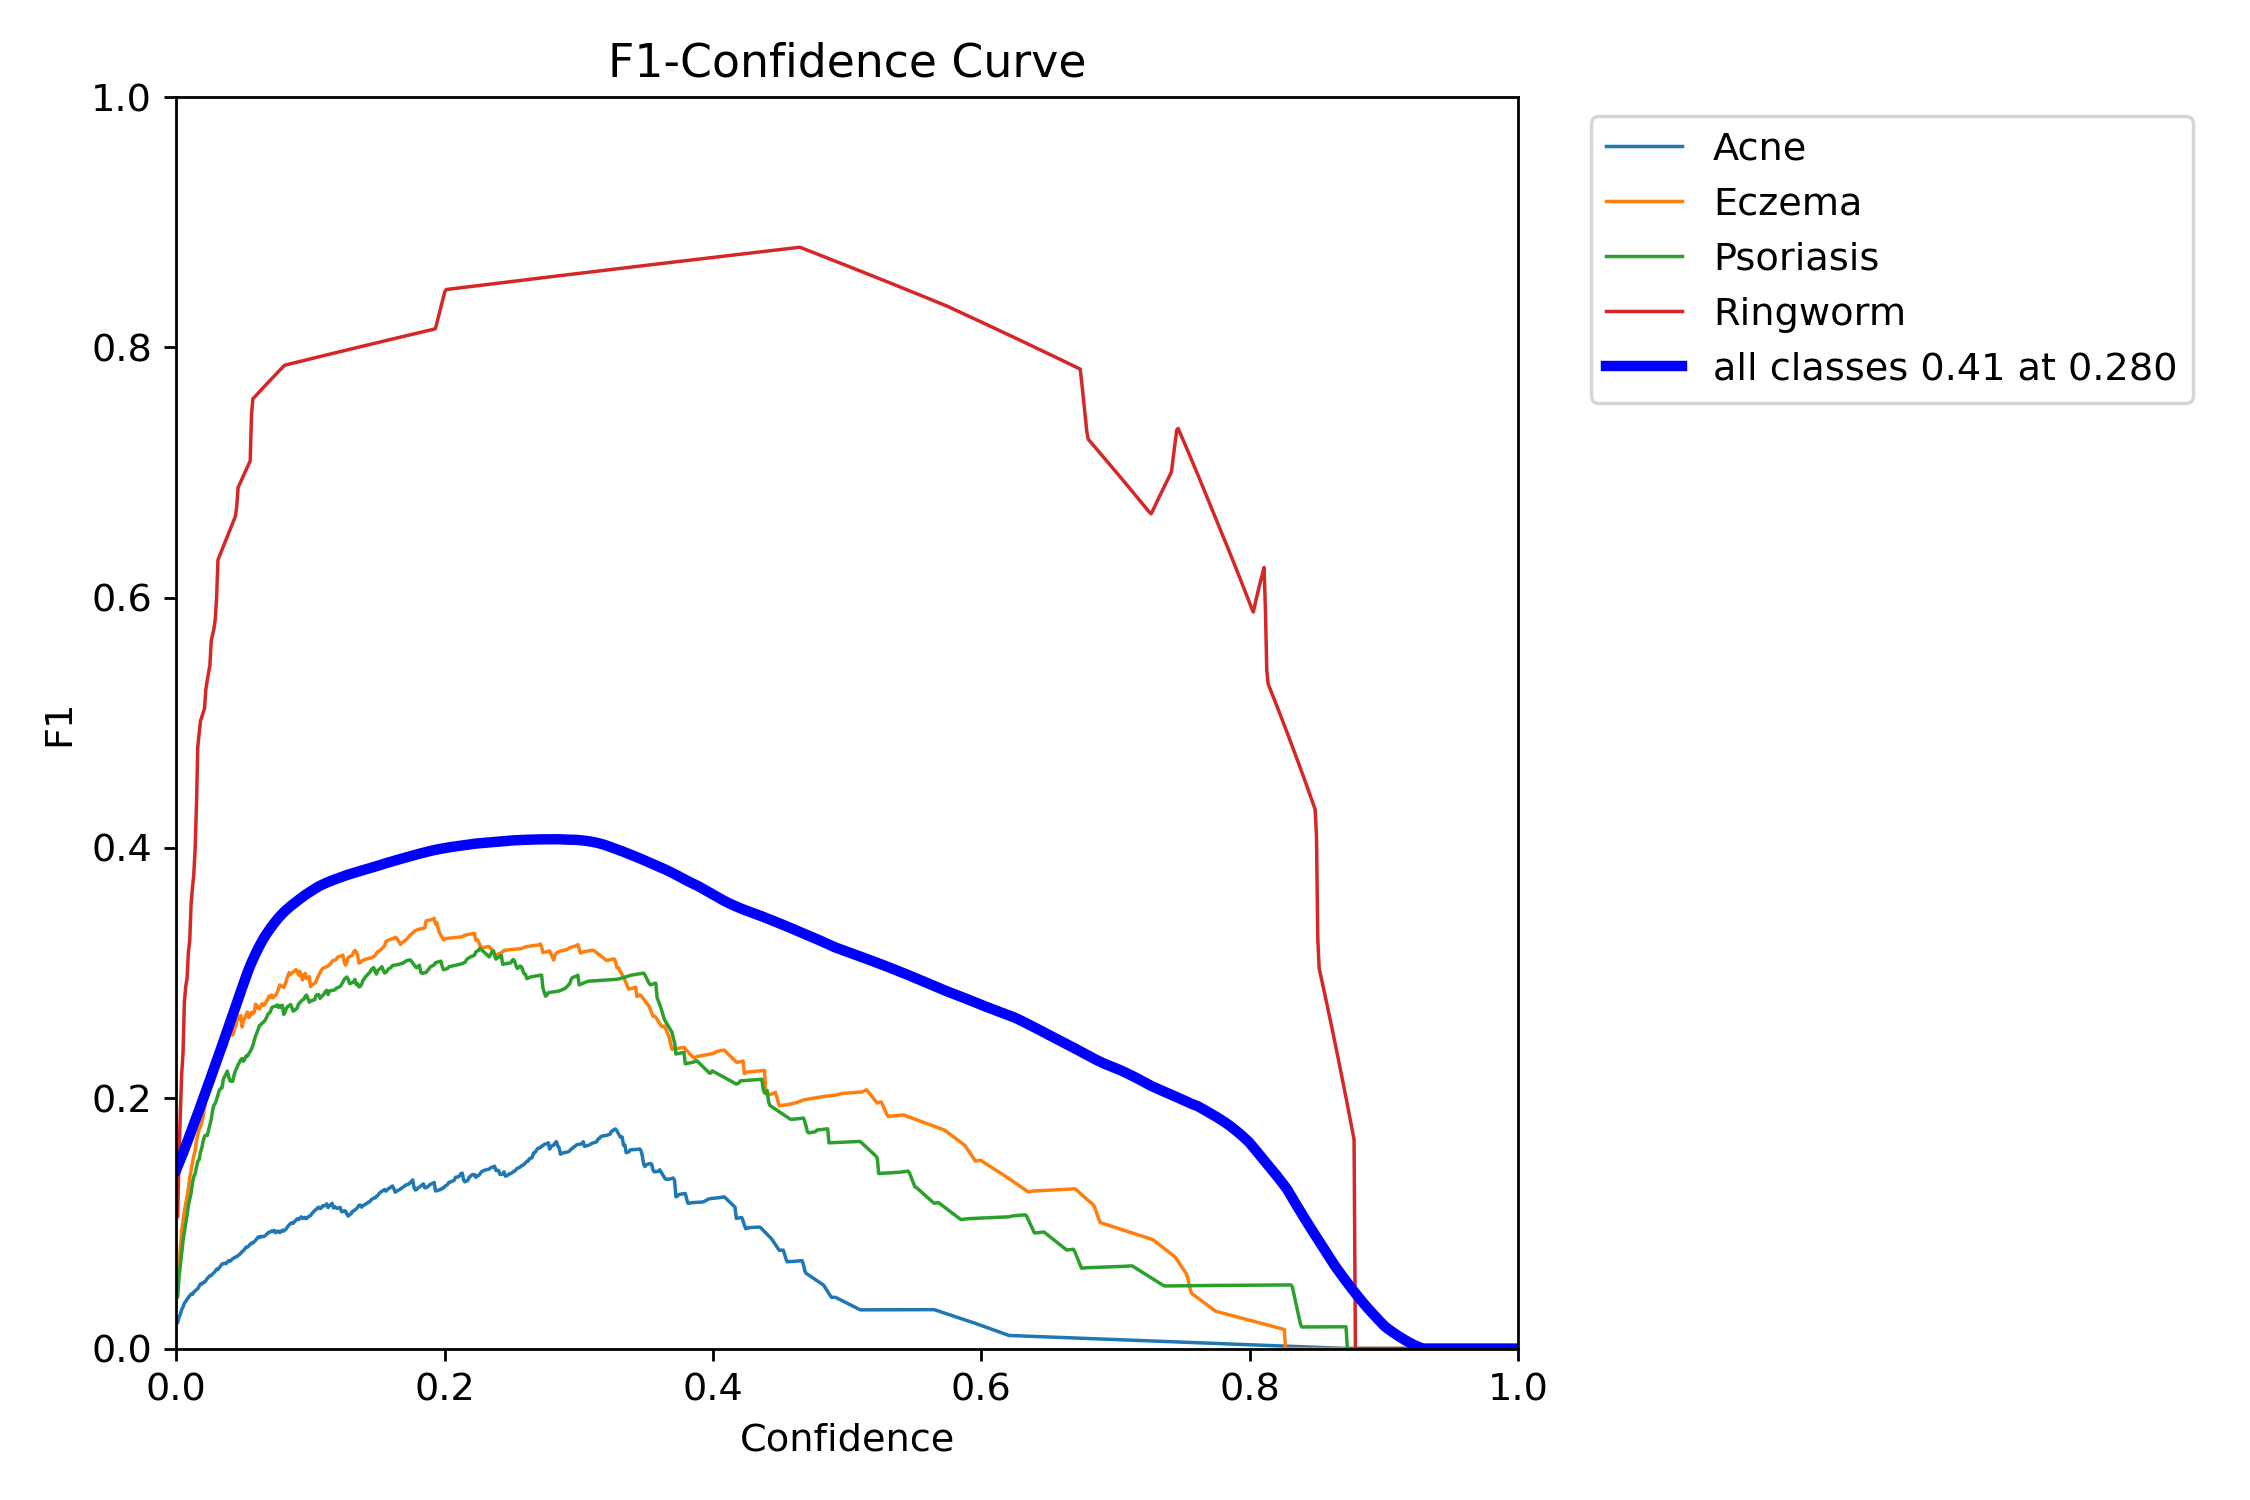 F1-Confidence Curve
1.0
0.8
0.6
0.4
0.2
0.0
F1
0.0 0.2 0.4 0.6 0.8 1.0
Confidence
Acne
Eczema
Psoriasis
Ringworm
all classes 0.41 at 0.280